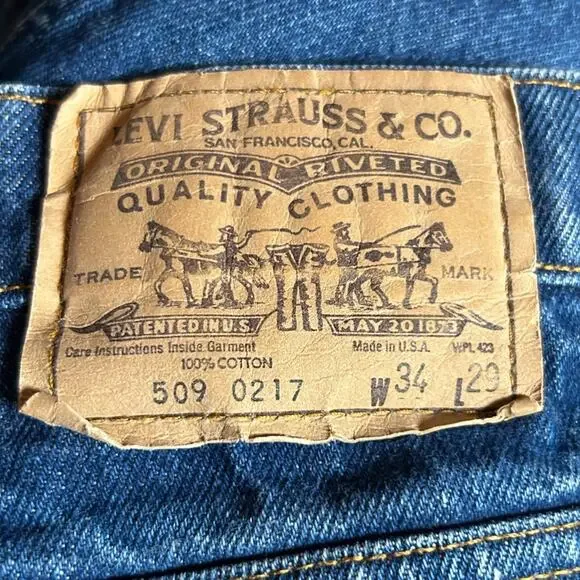 LEVI STRAUSS & CO.
SAN FRANCISCO, CAL.
ORIGINAL RIVETED
QUALITY CLOTHING
TRADE MARK
PATENTED IN U.S. MAY 20 1873
Care Instructions Inside Garment Made in U.S.A. WPL 423
100% COTTON
509 0217 W 34 L 29